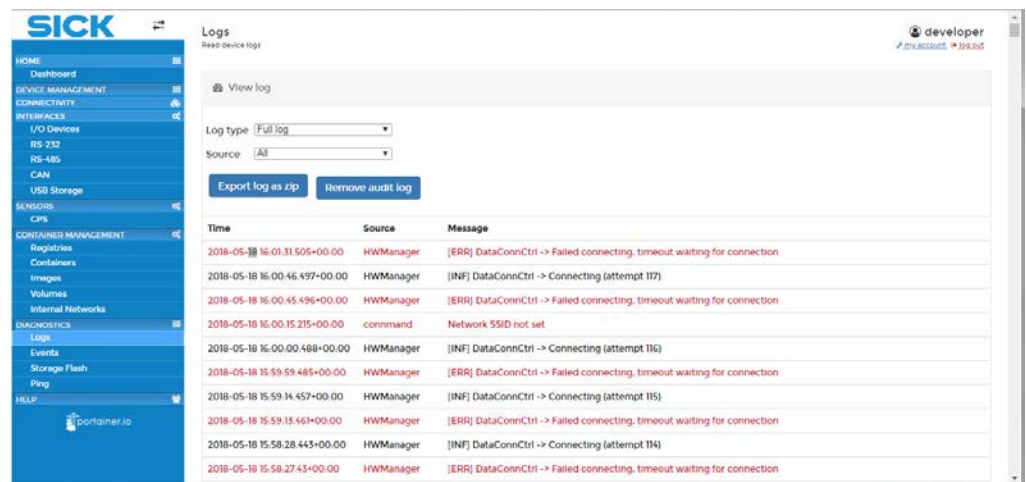 SICK
HOME
Dashboard
DEVICE MANAGEMENT
CONNECTIVITY
INTERFACES
I/O Devices
RS-232
RS-485
CAN
USB Storage
SENSORS
GPS
CONTAINER MANAGEMENT
Registries
Containers
Images
Volumes
Internal Networks
DIAGNOSTICS
Logs
Events
Storage Flash
Ping
HELP
portainer.io
Logs
Read device logs
developer
my account log out
View log
Log type Full log
Source All
Export log as zip Remove audit log
Time Source Message
2018-05-18 16:01:31.505+00:00 HWManager [ERR] DataConnCtrl -> Failed connecting, timeout waiting for connection
2018-05-18 16:00:46.497+00:00 HWManager [INF] DataConnCtrl -> Connecting (attempt 117)
2018-05-18 16:00:45.496+00:00 HWManager [ERR] DataConnCtrl -> Failed connecting, timeout waiting for connection
2018-05-18 16:00:15.215+00:00 connmand Network SSID not set
2018-05-18 16:00:00.488+00:00 HWManager [INF] DataConnCtrl -> Connecting (attempt 116)
2018-05-18 15:59:59.485+00:00 HWManager [ERR] DataConnCtrl -> Failed connecting, timeout waiting for connection
2018-05-18 15:59:14.457+00:00 HWManager [INF] DataConnCtrl -> Connecting (attempt 115)
2018-05-18 15:59:13.461+00:00 HWManager [ERR] DataConnCtrl -> Failed connecting, timeout waiting for connection
2018-05-18 15:58:28.443+00:00 HWManager [INF] DataConnCtrl -> Connecting (attempt 114)
2018-05-18 15:58:27.43+00:00 HWManager [ERR] DataConnCtrl -> Failed connecting, timeout waiting for connection